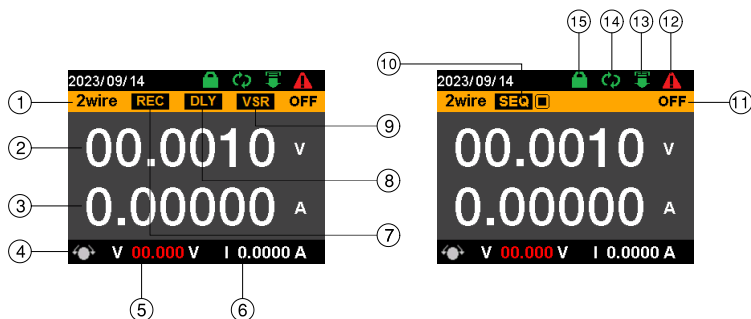 15 14 13 12
10
2023/09/14
2023/09/14
1
2wire REC DLY VSR OFF
2wire SEQ OFF
11
9
2
00.0010 V
00.0010 V
8
3
0.00000 A
0.00000 A
7
4
V 00.000 V I 0.0000 A
V 00.000 V I 0.0000 A
5 6